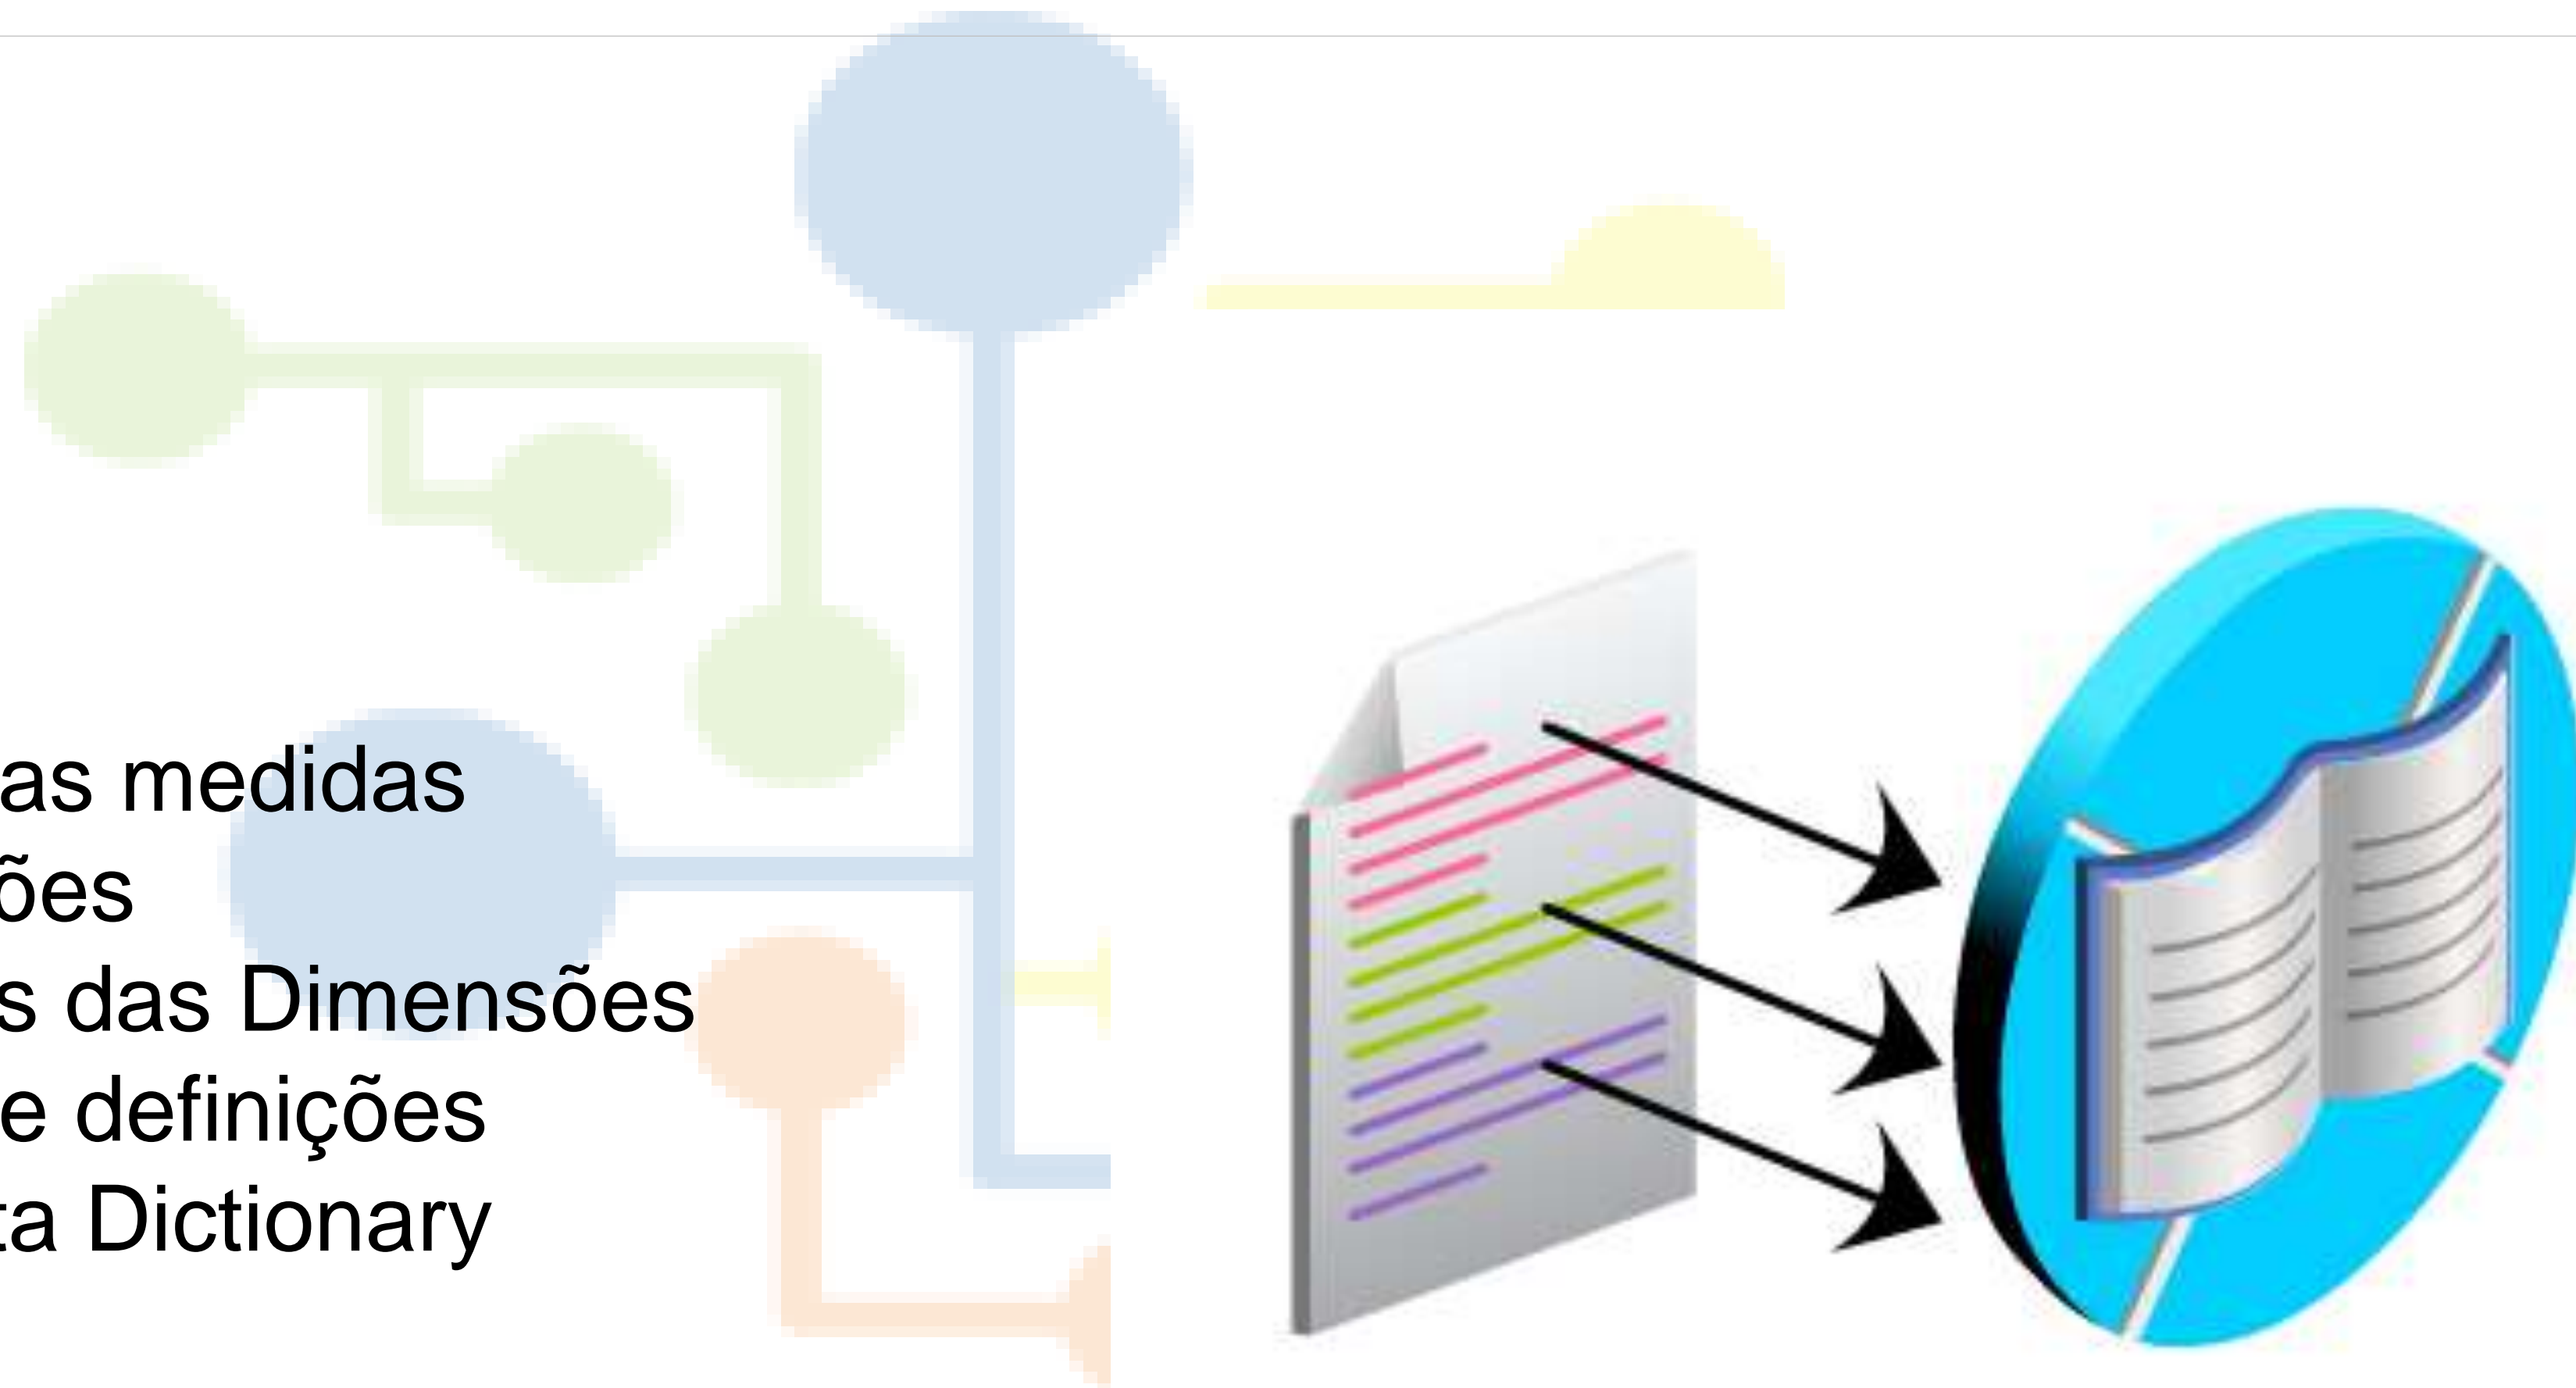 as medidas
ões
s das Dimensões
e definições
ta Dictionary